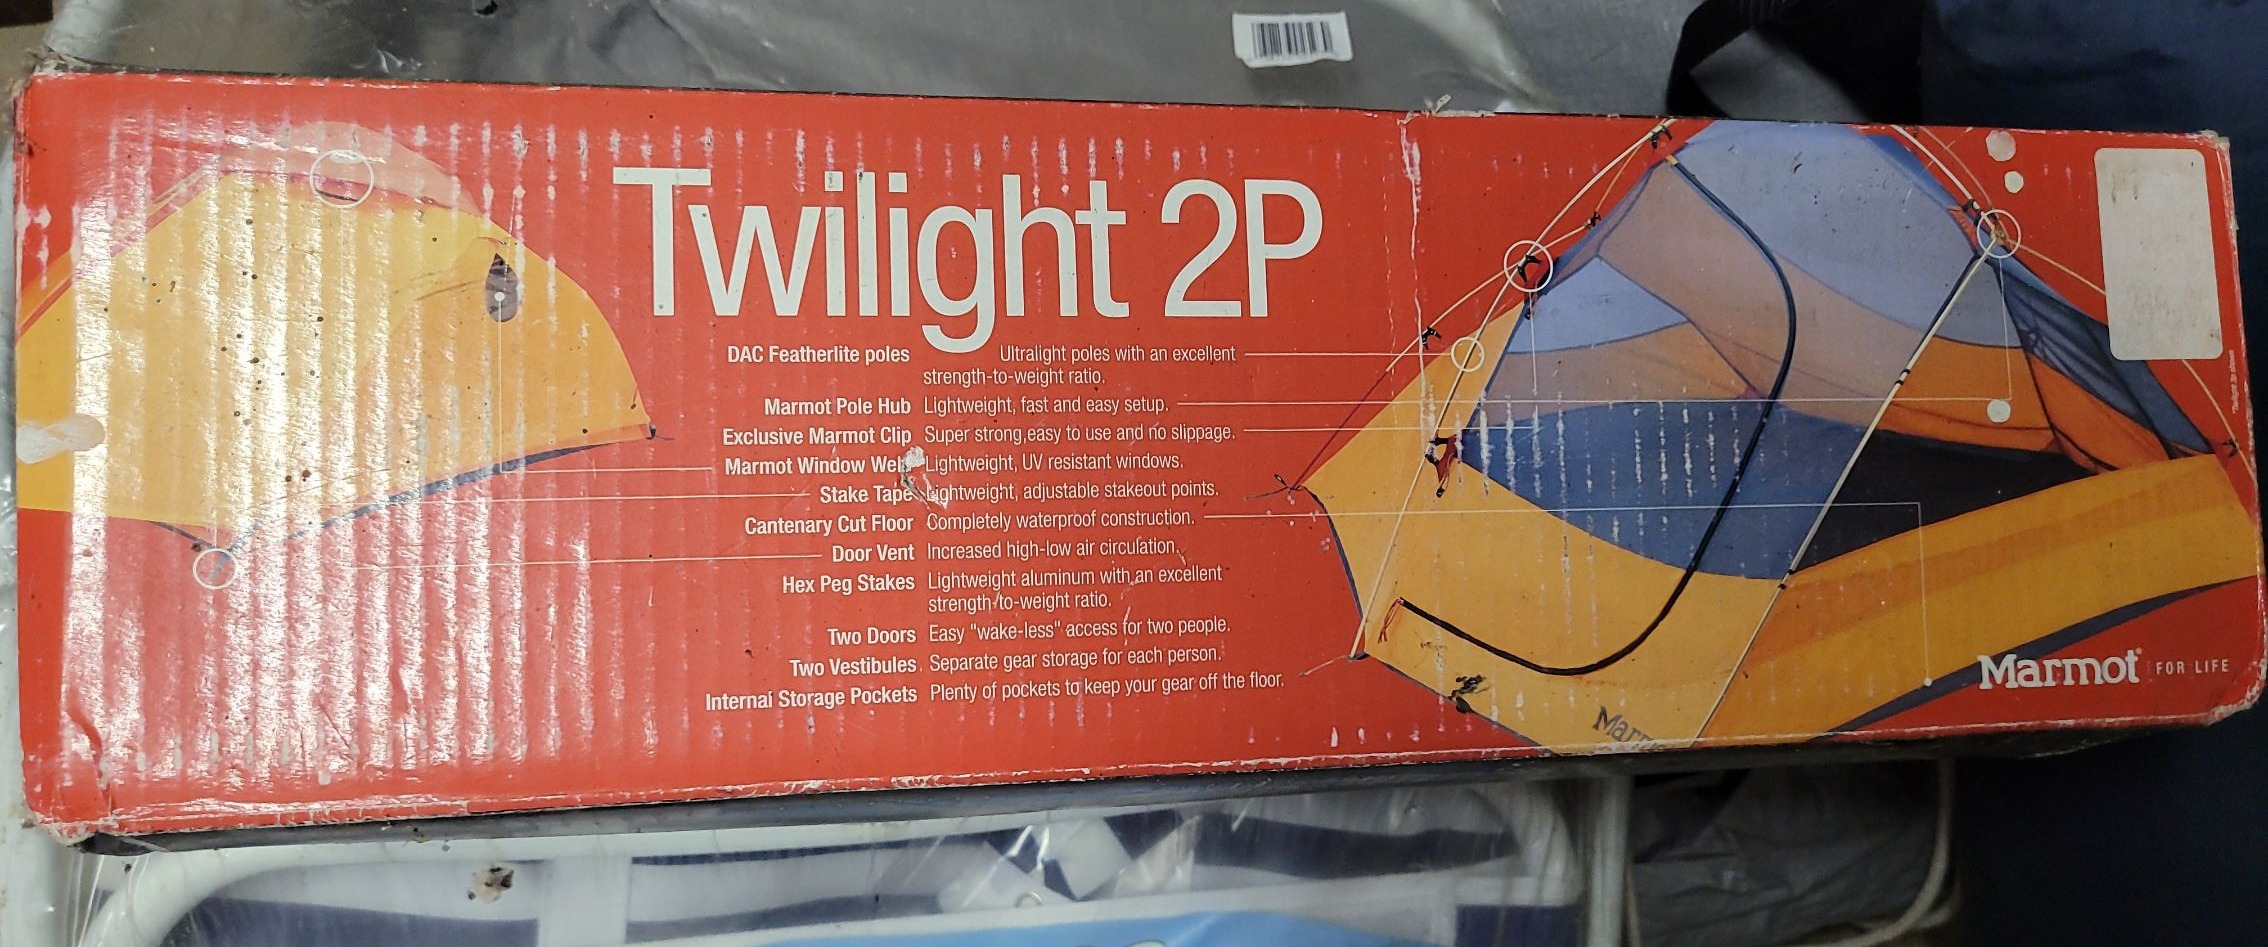 Twilight 2P
DAC Featherlite poles Ultralight poles with an excellent
strength-to-weight ratio.
Marmot Pole Hub Lightweight, fast and easy setup.
Exclusive Marmot Clip Super strong,easy to use and no slippage.
Marmot Window Lightweight, UV resistant windows.
Stake Tape Lightweight, adjustable stakeout points.
Cantenary Cut Floor Completely waterproof construction.
Door Vent Increased high-low air circulation.
Hex Peg Stakes Lightweight aluminum with an excellent
strength-to-weight ratio.
Two Doors Easy "wake-less" access for two people.
Two Vestibules Separate gear storage for each person.
Internal Storage Pockets Plenty of pockets to keep your gear off the floor.
Marmot FOR LIFE